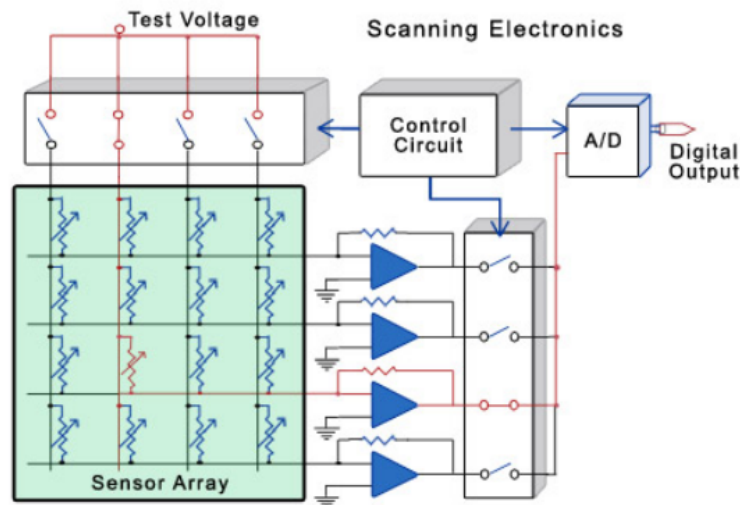 Test Voltage
Scanning Electronics
Control
Circuit
A/D
Digital
Output
Sensor Array